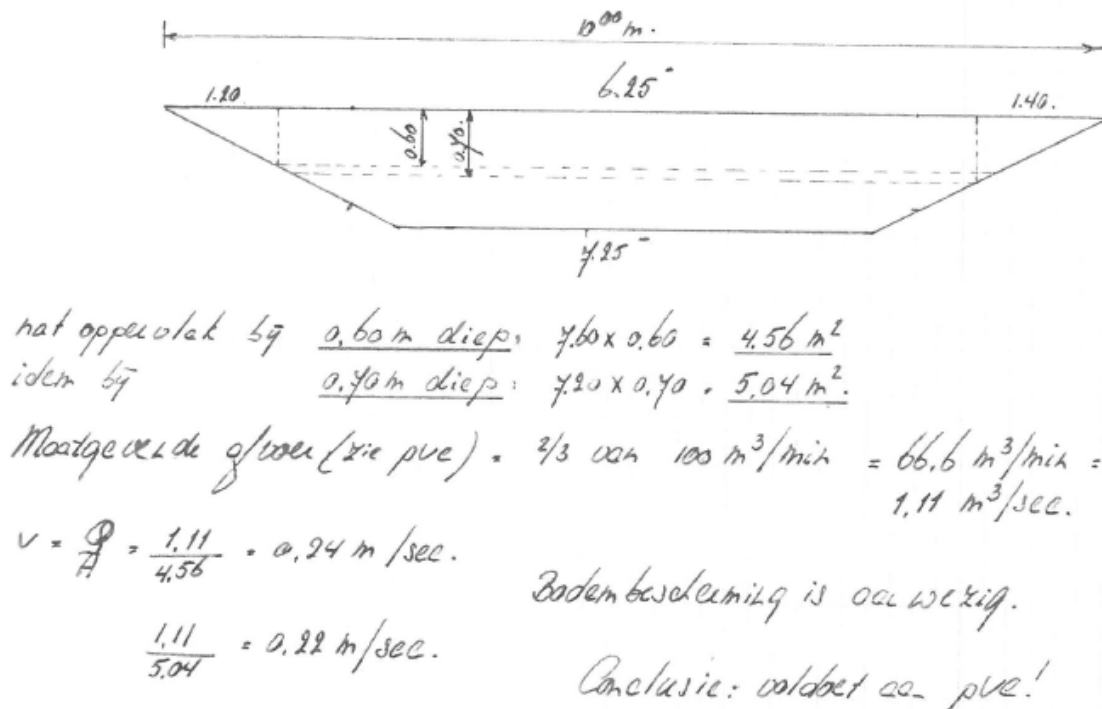 10⁰⁰ m.
1.20
6.25⁻
1.40.
0.60
0.70.
7.25⁻
nat oppervlak bij 0,60 m diep: 7.60 x 0.60 = 4.56 m²
idem bij 0.70 m diep: 7.20 x 0.70 = 5,04 m².
Maatgevende afvoer (zie pve) = 2/3 van 100 m³/min = 66,6 m³/min =
1,11 m³/sec.
v = Q/A = 1,11/4,56 = 0,24 m/sec.
Bodembescherming is aanwezig.
1,11/5,04 = 0.22 m/sec.
Conclusie: voldoet aan pve!